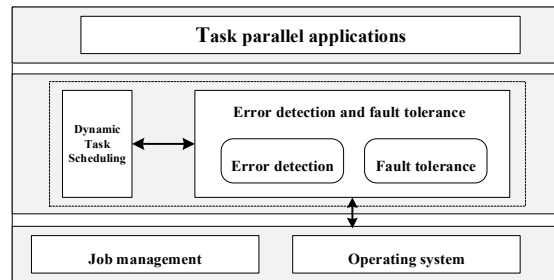 Task parallel applications
Dynamic
Task
Scheduling
Error detection and fault tolerance
Error detection
Fault tolerance
Job management
Operating system